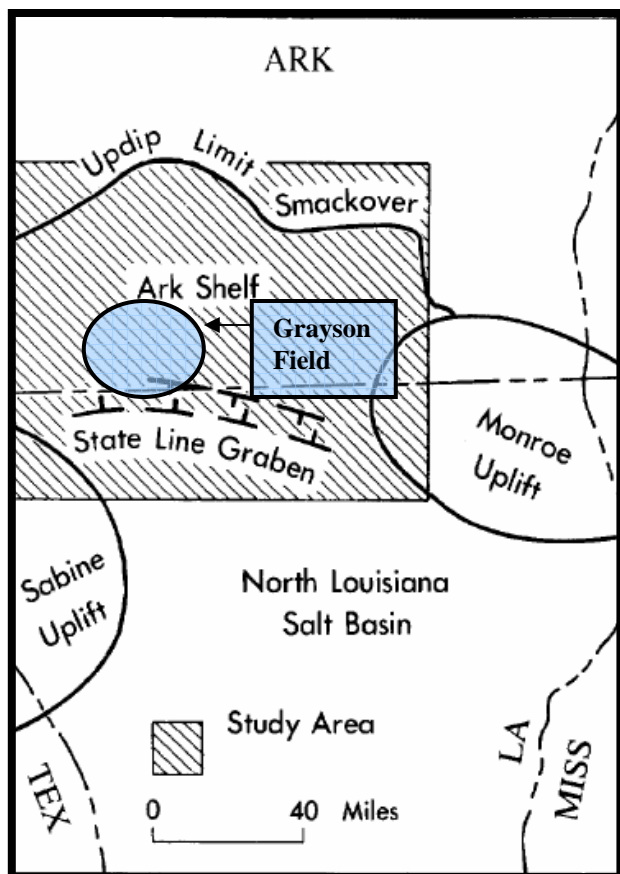 ARK
Updip Limit
Smackover
Ark Shelf
Grayson
Field
State Line Graben
Monroe
Uplift
Sabine
Uplift
North Louisiana
Salt Basin
Study Area
0 40 Miles
TEX
LA
MISS